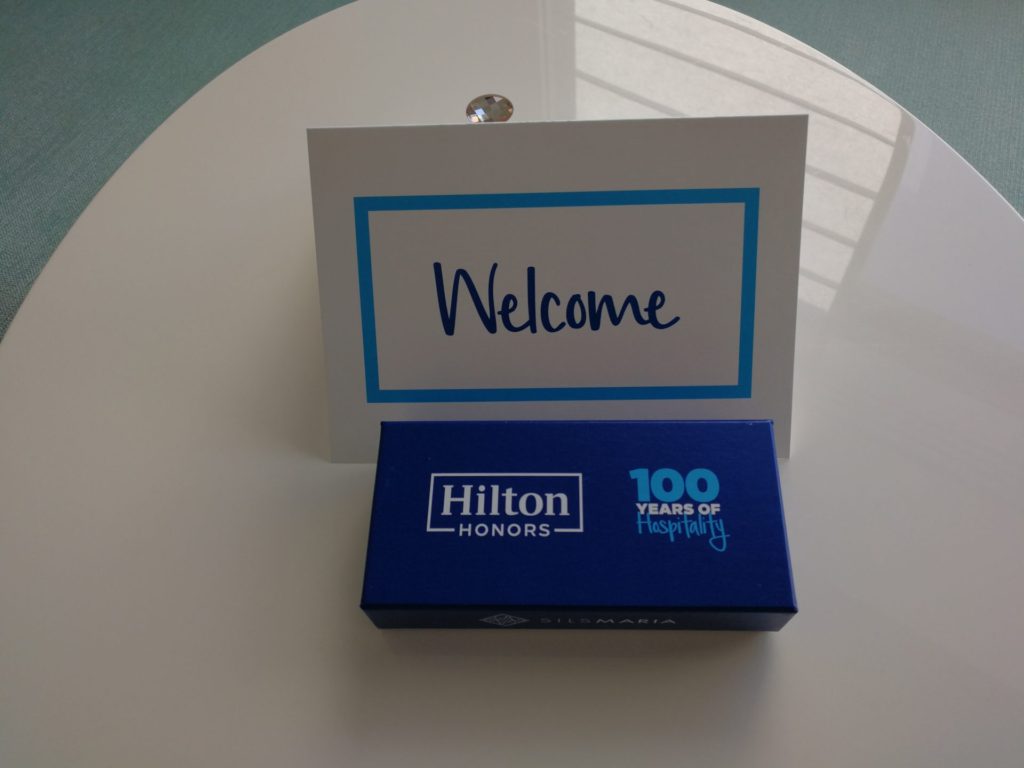 Welcome
Hilton
HONORS
100
YEARS OF
Hospitality
SILSMARIA